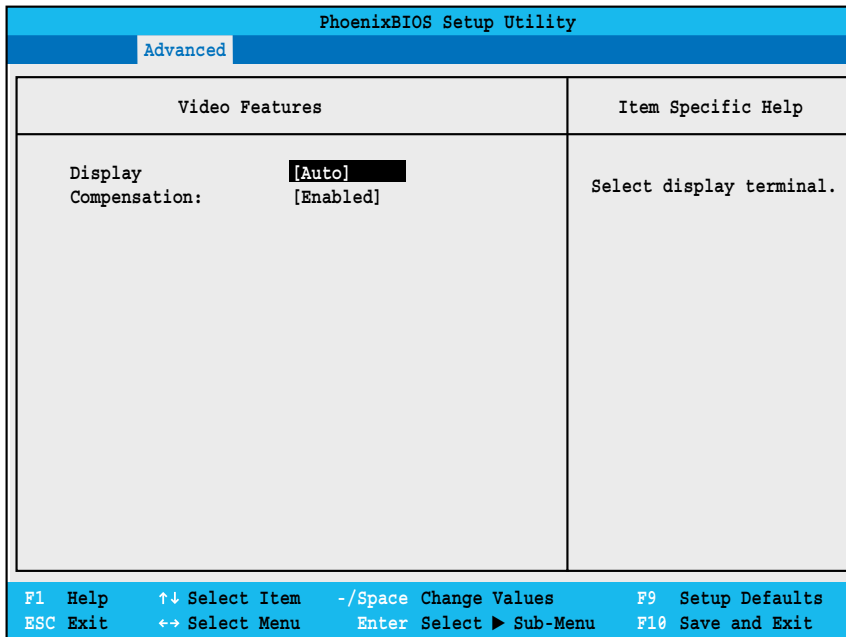 PhoenixBIOS Setup Utility
Advanced
Video Features
Item Specific Help
Display [Auto]
Compensation: [Enabled]
Select display terminal.
F1 Help ↑↓ Select Item -/Space Change Values F9 Setup Defaults
ESC Exit ←→ Select Menu Enter Select ▶ Sub-Menu F10 Save and Exit